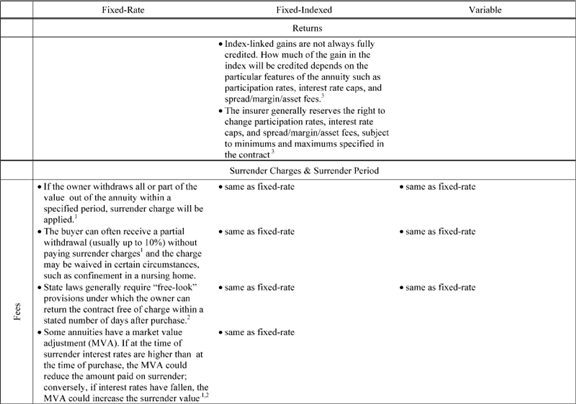 Fixed-Rate Fixed-Indexed Variable
Returns
• Index-linked gains are not always fully
credited. How much of the gain in the
index will be credited depends on the
particular features of the annuity such as
participation rates, interest rate caps, and
spread/margin/asset fees.3
• The insurer generally reserves the right to
change participation rates, interest rate
caps, and spread/margin/asset fees, subject
to minimums and maximums specified in
the contract 3
Surrender Charges & Surrender Period
Fees
• If the owner withdraws all or part of the
value out of the annuity within a
specified period, surrender charge will be
applied.1
• same as fixed-rate
• same as fixed-rate
• The buyer can often receive a partial
withdrawal (usually up to 10%) without
paying surrender charges1 and the charge
may be waived in certain circumstances,
such as confinement in a nursing home.
• same as fixed-rate
• same as fixed-rate
• State laws generally require “free-look”
provisions under which the owner can
return the contract free of charge within a
stated number of days after purchase.2
• same as fixed-rate
• same as fixed-rate
• Some annuities have a market value
adjustment (MVA). If at the time of
surrender interest rates are higher than at
the time of purchase, the MVA could
reduce the amount paid on surrender;
conversely, if interest rates have fallen, the
MVA could increase the surrender value 1,2
• same as fixed-rate